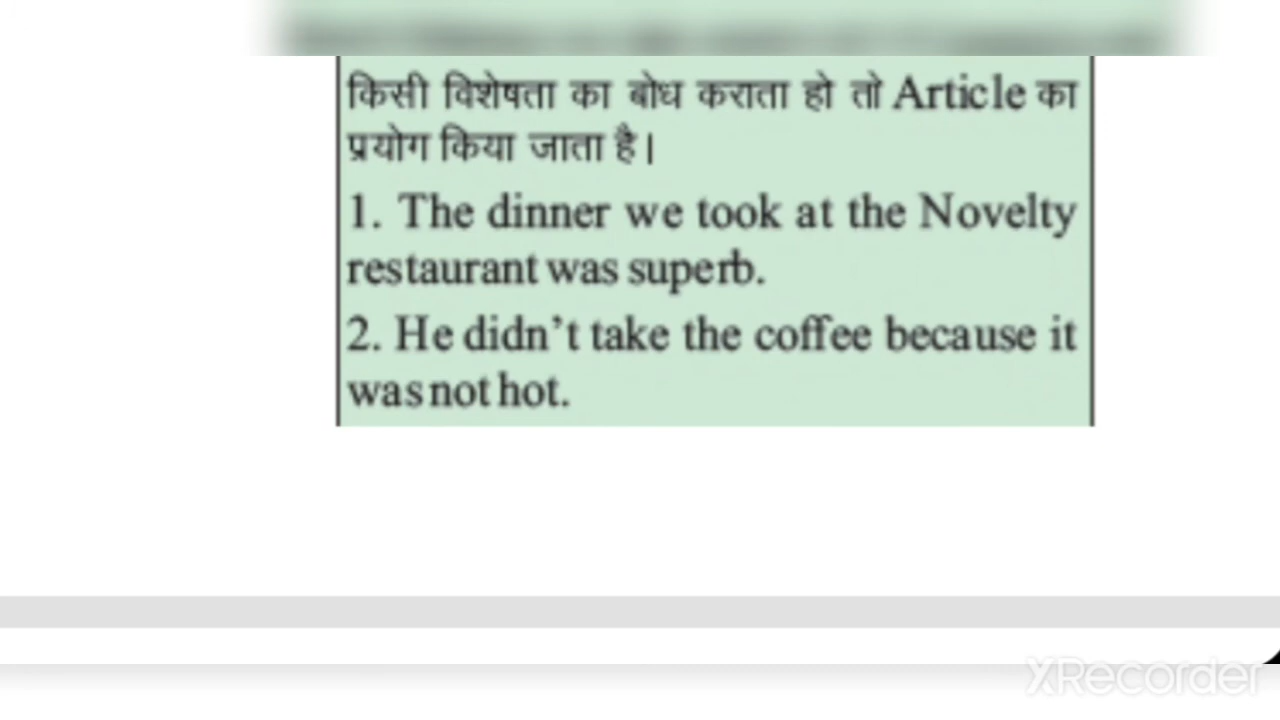 किसी विशेषता का बोध कराता हो तो Article का
प्रयोग किया जाता है।
1. The dinner we took at the Novelty
restaurant was superb.
2. He didn’t take the coffee because it
was not hot.
XRecorder